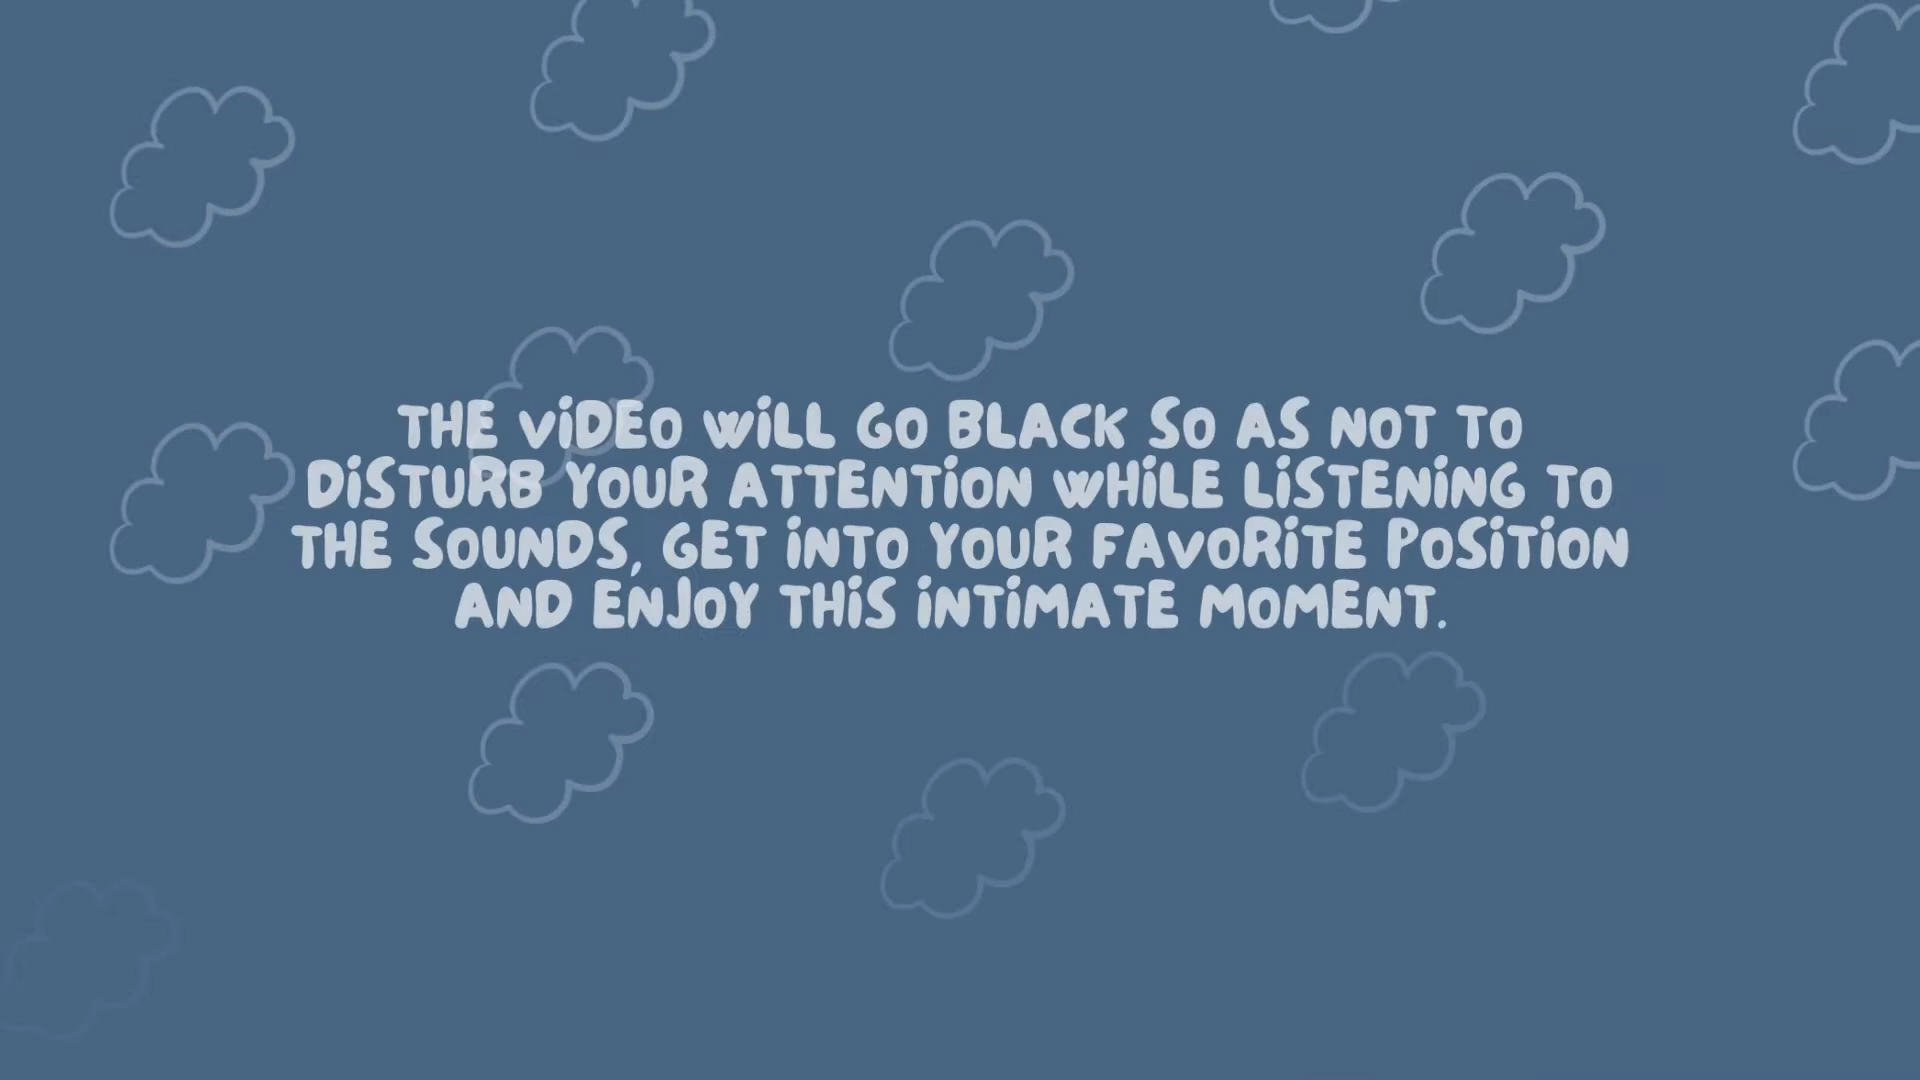 THE VIDEO WILL GO BLACK SO AS NOT TO
DISTURB YOUR ATTENTION WHILE LISTENING TO
THE SOUNDS, GET INTO YOUR FAVORITE POSITION
AND ENJOY THIS INTIMATE MOMENT.